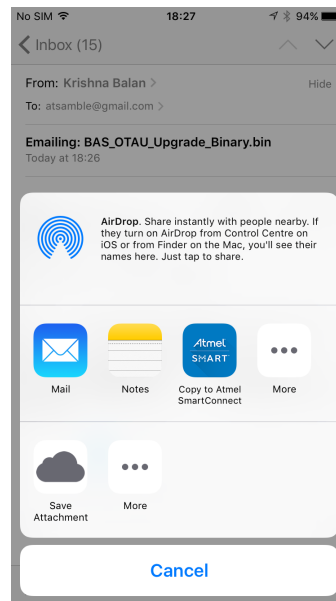 No SIM 18:27 94%
Inbox (15)
From: Krishna Balan > Hide
To: atsamble@gmail.com >
Emailing: BAS_OTAU_Upgrade_Binary.bin
Today at 18:26
AirDrop. Share instantly with people nearby. If
they turn on AirDrop from Control Centre on
iOS or from Finder on the Mac, you'll see their
names here. Just tap to share.
Atmel
SMART
Mail Notes Copy to Atmel More
SmartConnect
Save More
Attachment
Cancel